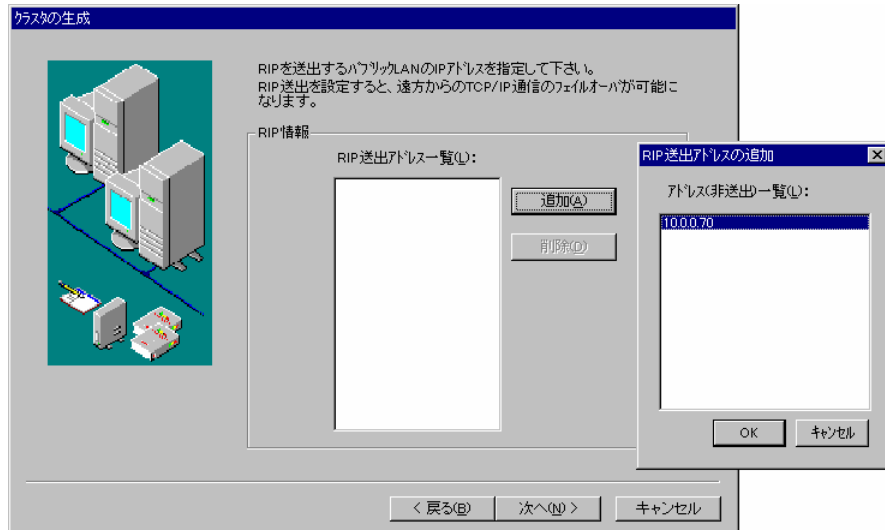 クラスタの生成
RIPを送出するパブリックLANのIPアドレスを指定して下さい。
RIP送出を設定すると、遠方からのTCP/IP通信のフェイルオーバが可能に
なります。
RIP情報
RIP送出アドレス一覧(L):
追加(A)
削除(D)
< 戻る(B)
次へ(N) >
キャンセル
RIP送出アドレスの追加
アドレス(非送出)一覧(L):
10.0.0.70
OK
キャンセル